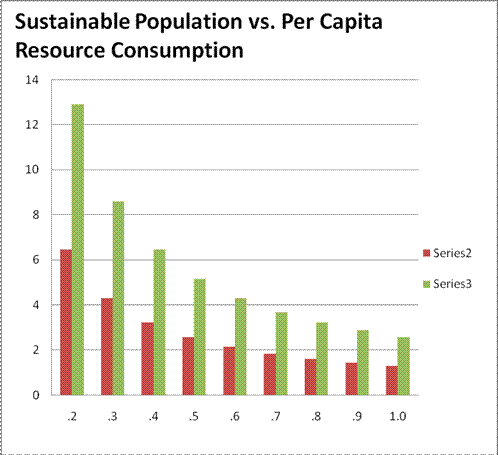 Sustainable Population vs. Per Capita
Resource Consumption
14
12
10
8
6
4
2
0
.2 .3 .4 .5 .6 .7 .8 .9 1.0
Series2
Series3